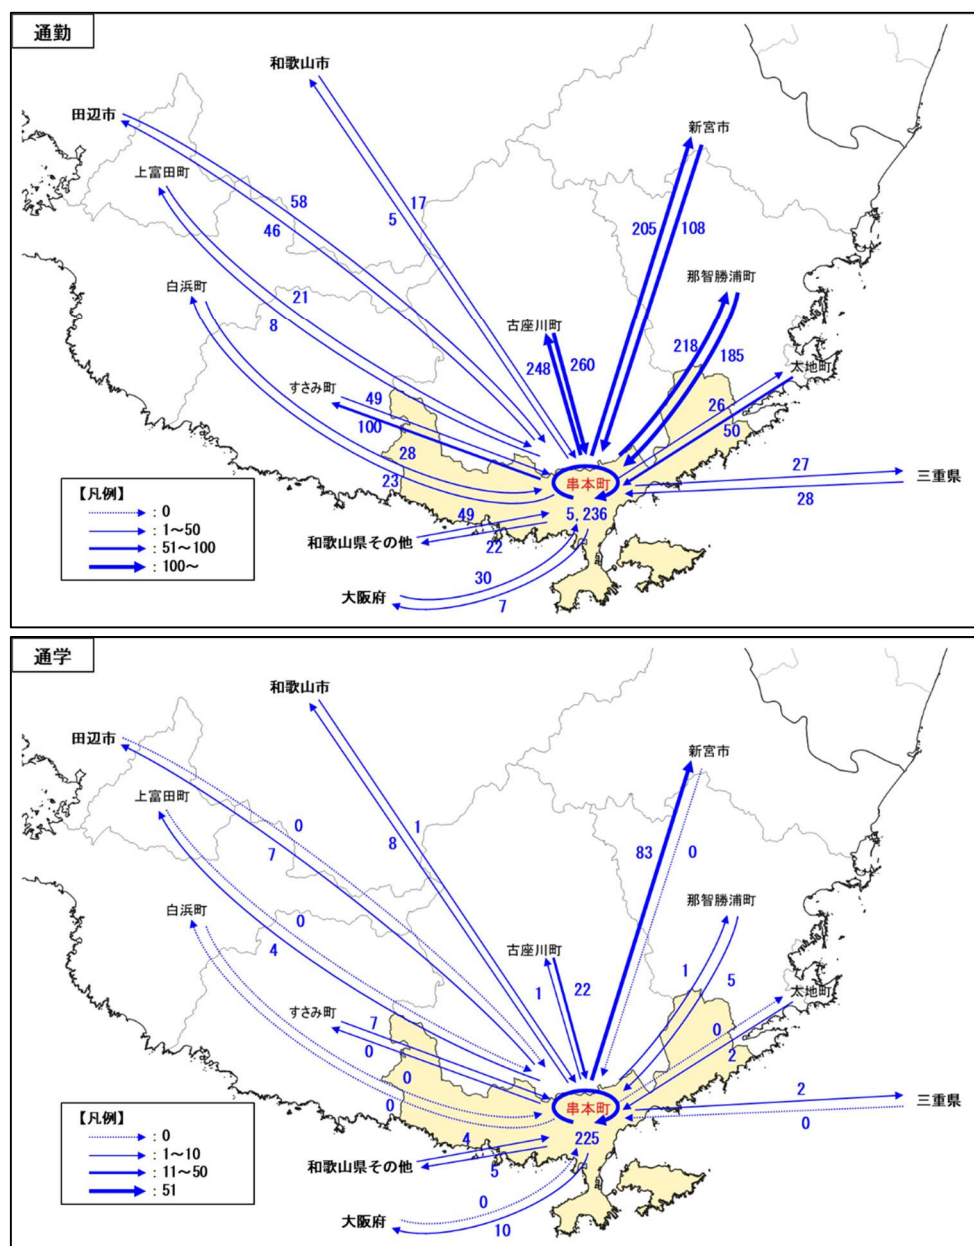 通勤
和歌山市
田辺市
新宮市
上富田町
58
17
46
5
205
108
白浜町
那智勝浦町
21
8
古座川町
218
185
248
260
太地町
すさみ町
49
100
26
50
28
27
三重県
23
串本町
28
【凡例】
:0
:1～50
:51～100
:100～
49
5,236
和歌山県その他
22
30
大阪府
7
通学
和歌山市
田辺市
新宮市
上富田町
0
1
7
8
83
0
白浜町
那智勝浦町
0
4
古座川町
1
5
1
22
太地町
すさみ町
7
0
0
2
0
2
三重県
0
串本町
0
【凡例】
:0
:1～10
:11～50
:51
4
225
和歌山県その他
5
0
大阪府
10